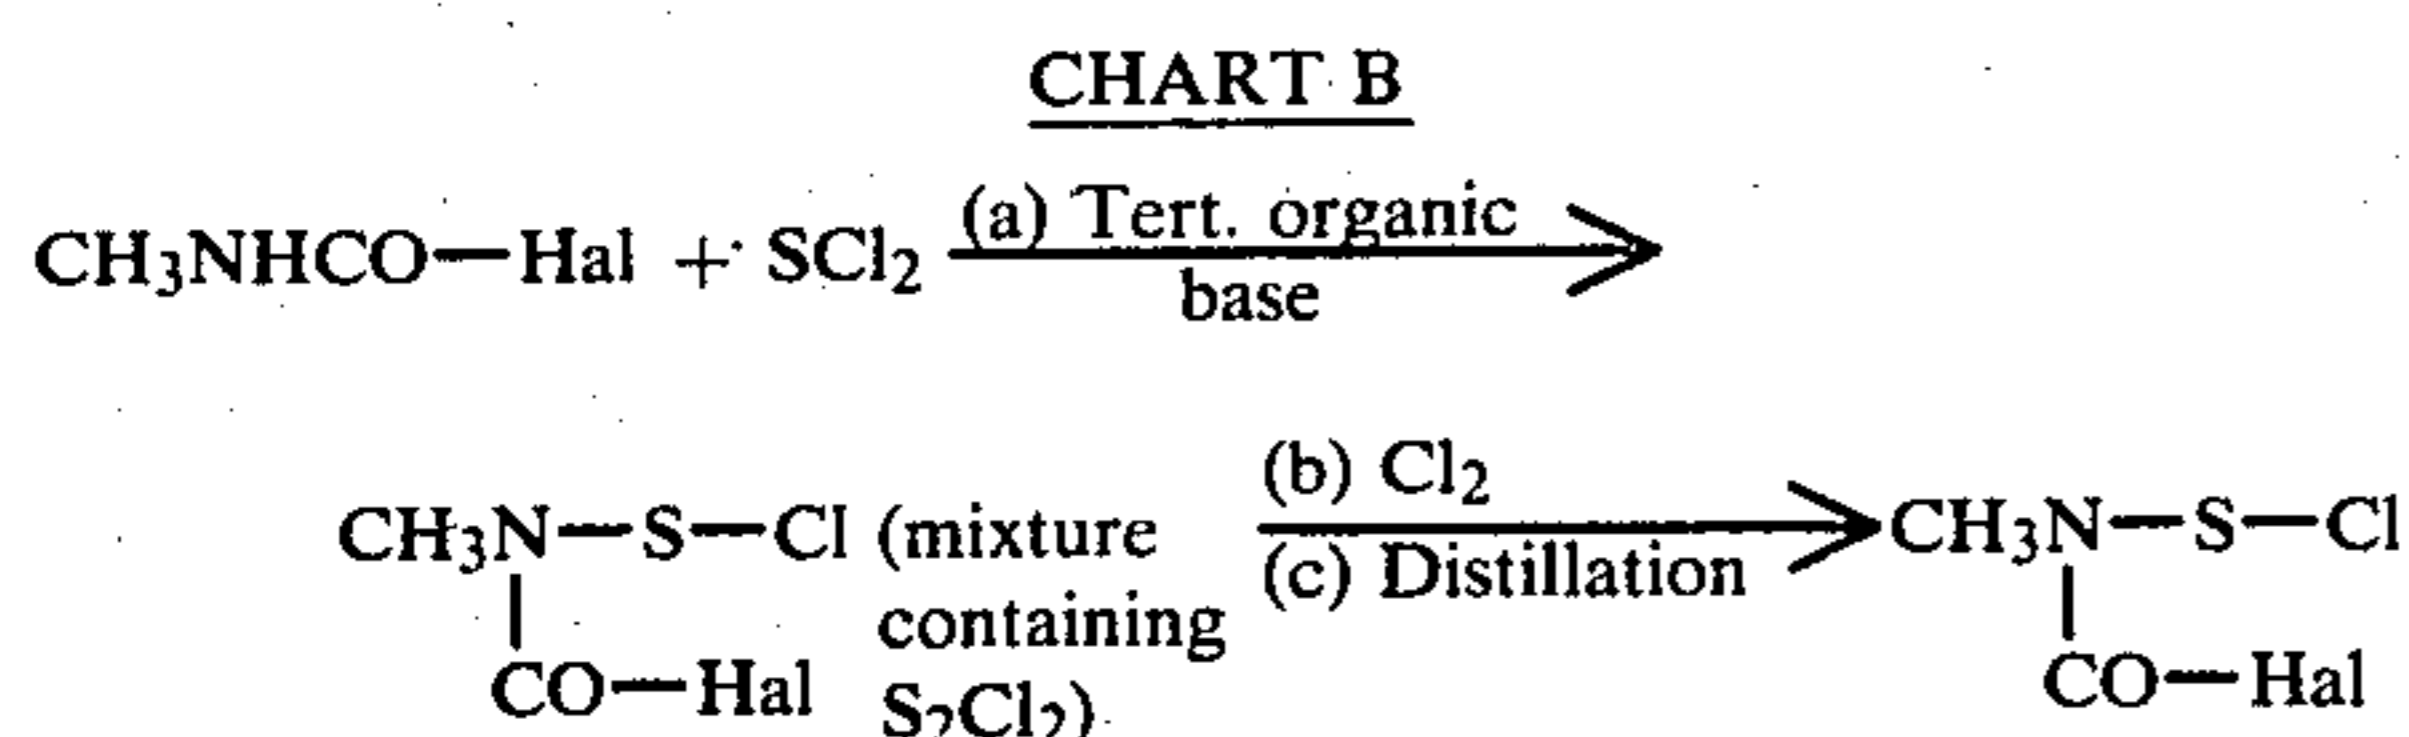 CHART B
CH3NHCO—Hal + SCl2 (a) Tert. organic
base
CH3N—S—Cl (mixture
containing
CO—Hal S2Cl2)
(b) Cl2
(c) Distillation
CH3N—S—Cl
CO—Hal